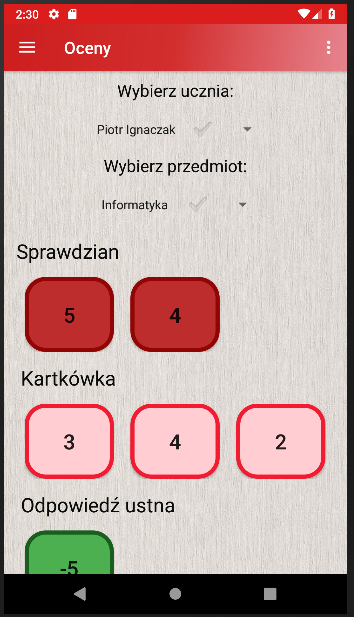 2:30
Oceny
Wybierz ucznia:
Piotr Ignaczak
Wybierz przedmiot:
Informatyka
Sprawdzian
5 4
Kartkówka
3 4 2
Odpowiedź ustna
-5